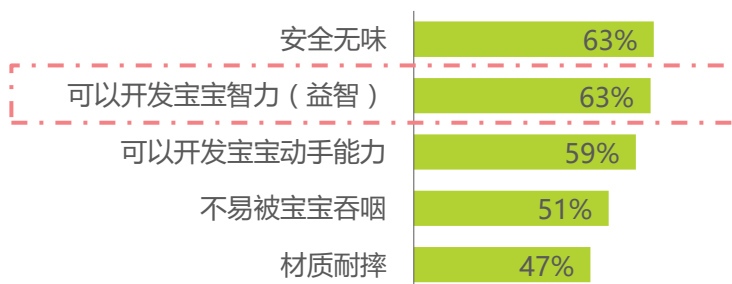 安全无味 63%
可以开发宝宝智力（益智） 63%
可以开发宝宝动手能力 59%
不易被宝宝吞咽 51%
材质耐摔 47%